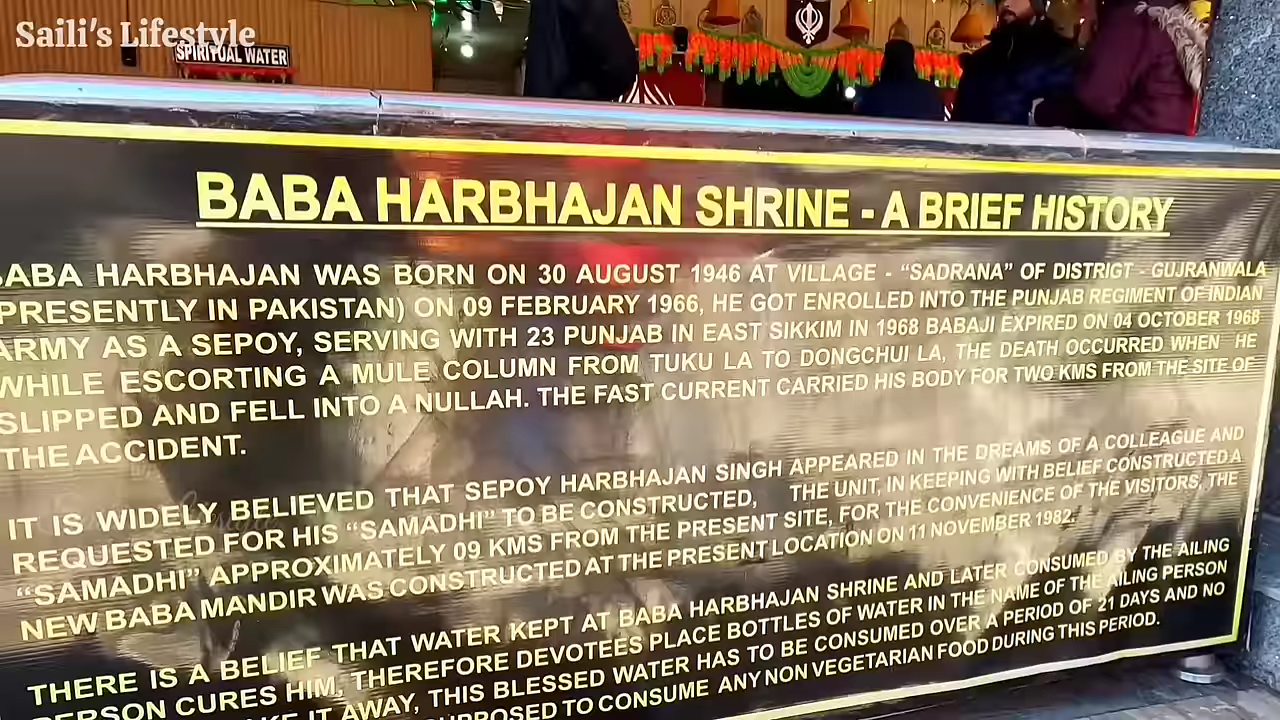 Saili's Lifestyle
SPIRITUAL WATER
BABA HARBHAJAN SHRINE - A BRIEF HISTORY
BABA HARBHAJAN WAS BORN ON 30 AUGUST 1946 AT VILLAGE - “SADRANA” OF DISTRIGT - GUJRANWALA
PRESENTLY IN PAKISTAN) ON 09 FEBRUARY 1966, HE GOT ENROLLED INTO THE PUNJAB REGIMENT OF INDIAN
ARMY AS A SEPOY, SERVING WITH 23 PUNJAB IN EAST SIKKIM IN 1968 BABAJI EXPIRED ON 04 OCTOBER 1968
WHILE ESCORTING A MULE COLUMN FROM TUKU LA TO DONGCHUI LA, THE DEATH OCCURRED WHEN HE
SLIPPED AND FELL INTO A NULLAH. THE FAST CURRENT CARRIED HIS BODY FOR TWO KMS FROM THE SITE OF
THE ACCIDENT.
IT IS WIDELY BELIEVED THAT SEPOY HARBHAJAN SINGH APPEARED IN THE DREAMS OF A COLLEAGUE AND
REQUESTED FOR HIS “SAMADHI” TO BE CONSTRUCTED, THE UNIT, IN KEEPING WITH BELIEF CONSTRUCTED A
“SAMADHI” APPROXIMATELY 09 KMS FROM THE PRESENT SITE, FOR THE CONVENIENCE OF THE VISITORS, THE
NEW BABA MANDIR WAS CONSTRUCTED AT THE PRESENT LOCATION ON 11 NOVEMBER 1982.
THERE IS A BELIEF THAT WATER KEPT AT BABA HARBHAJAN SHRINE AND LATER CONSUMED BY THE AILING
PERSON CURES HIM, THEREFORE DEVOTEES PLACE BOTTLES OF WATER IN THE NAME OF THE AILING PERSON
IT AWAY, THIS BLESSED WATER HAS TO BE CONSUMED OVER A PERIOD OF 21 DAYS AND NO
SUPPOSED TO CONSUME ANY NON VEGETARIAN FOOD DURING THIS PERIOD.